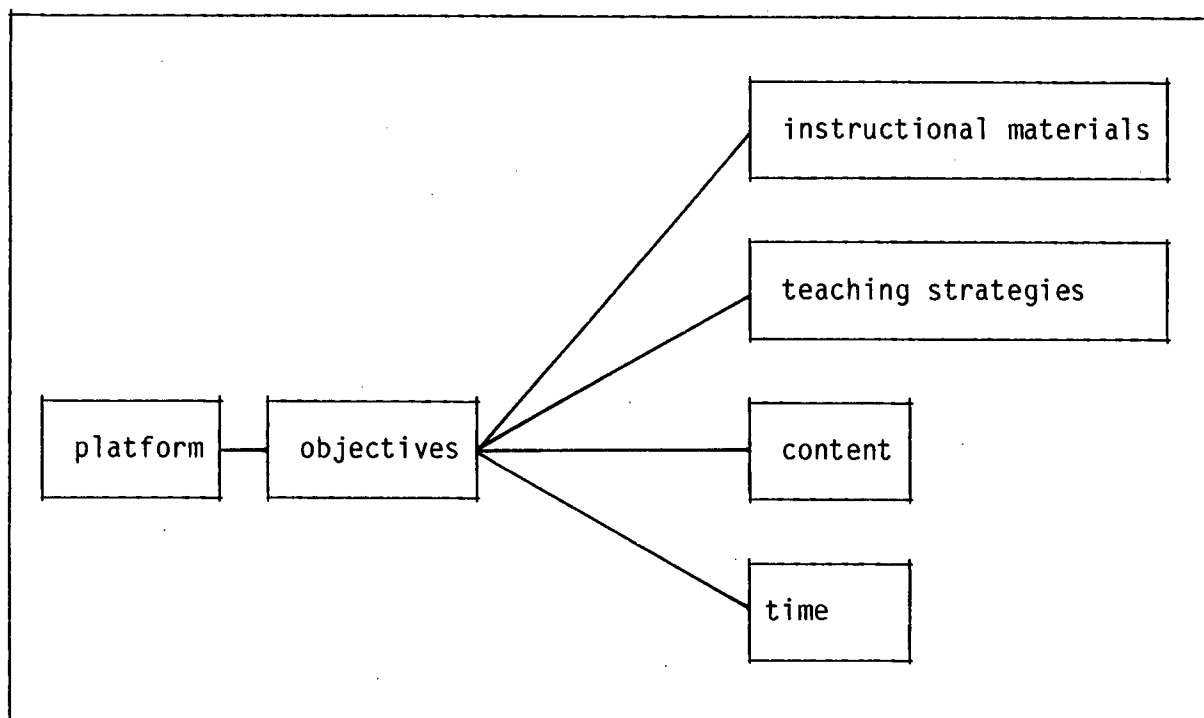 instructional materials
teaching strategies
platform
objectives
content
time